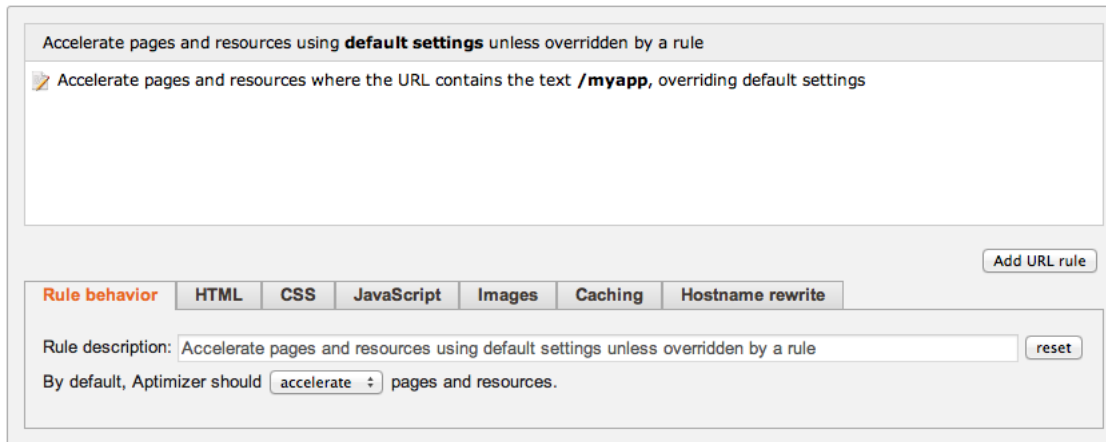 Accelerate pages and resources using default settings unless overridden by a rule
Accelerate pages and resources where the URL contains the text /myapp, overriding default settings
Add URL rule
Rule behavior HTML CSS JavaScript Images Caching Hostname rewrite
Rule description: Accelerate pages and resources using default settings unless overridden by a rule reset
By default, Aptimizer should accelerate pages and resources.